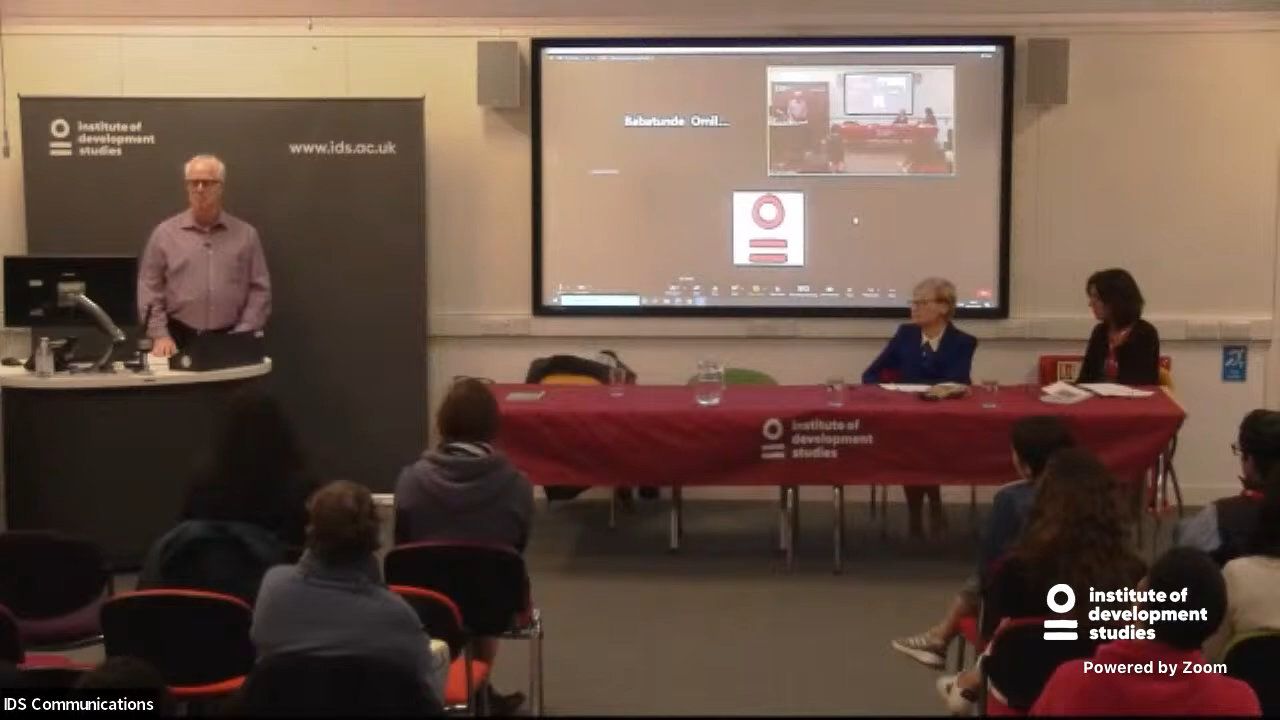 institute of
development
studies
www.ids.ac.uk
Babatunde Omil...
institute of
development
studies
institute of
development
studies
Powered by Zoom
IDS Communications